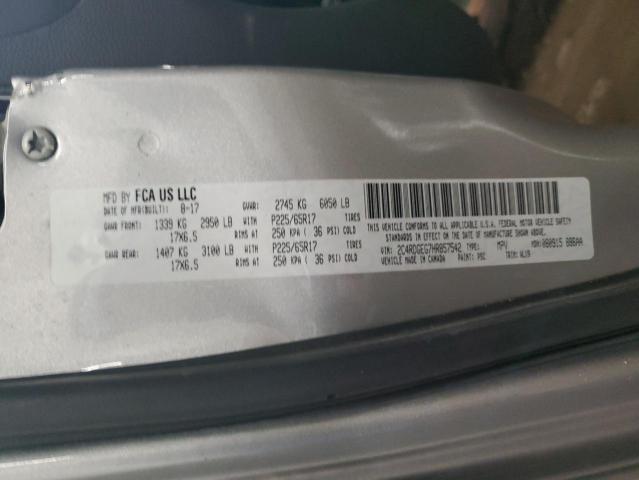 MFD BY FCA US LLC
DATE OF MFR(BUILT): 8-17 GVWR: 2745 KG 6050 LB
GAWR FRONT: 1339 KG 2950 LB WITH P225/65R17 TIRES
17X6.5 RIMS AT 250 KPA ( 36 PSI) COLD
GAWR REAR: 1407 KG 3100 LB WITH P225/65R17 TIRES
17X6.5 RIMS AT 250 KPA ( 36 PSI) COLD
THIS VEHICLE CONFORMS TO ALL APPLICABLE U.S.A. FEDERAL MOTOR VEHICLE SAFETY
STANDARDS IN EFFECT ON THE DATE OF MANUFACTURE SHOWN ABOVE.
VIN: 2C4RDGEG7HR857542 TYPE: MPV MDH: 080915 886AA
VEHICLE MADE IN CANADA PAINT: PSC TRIM: